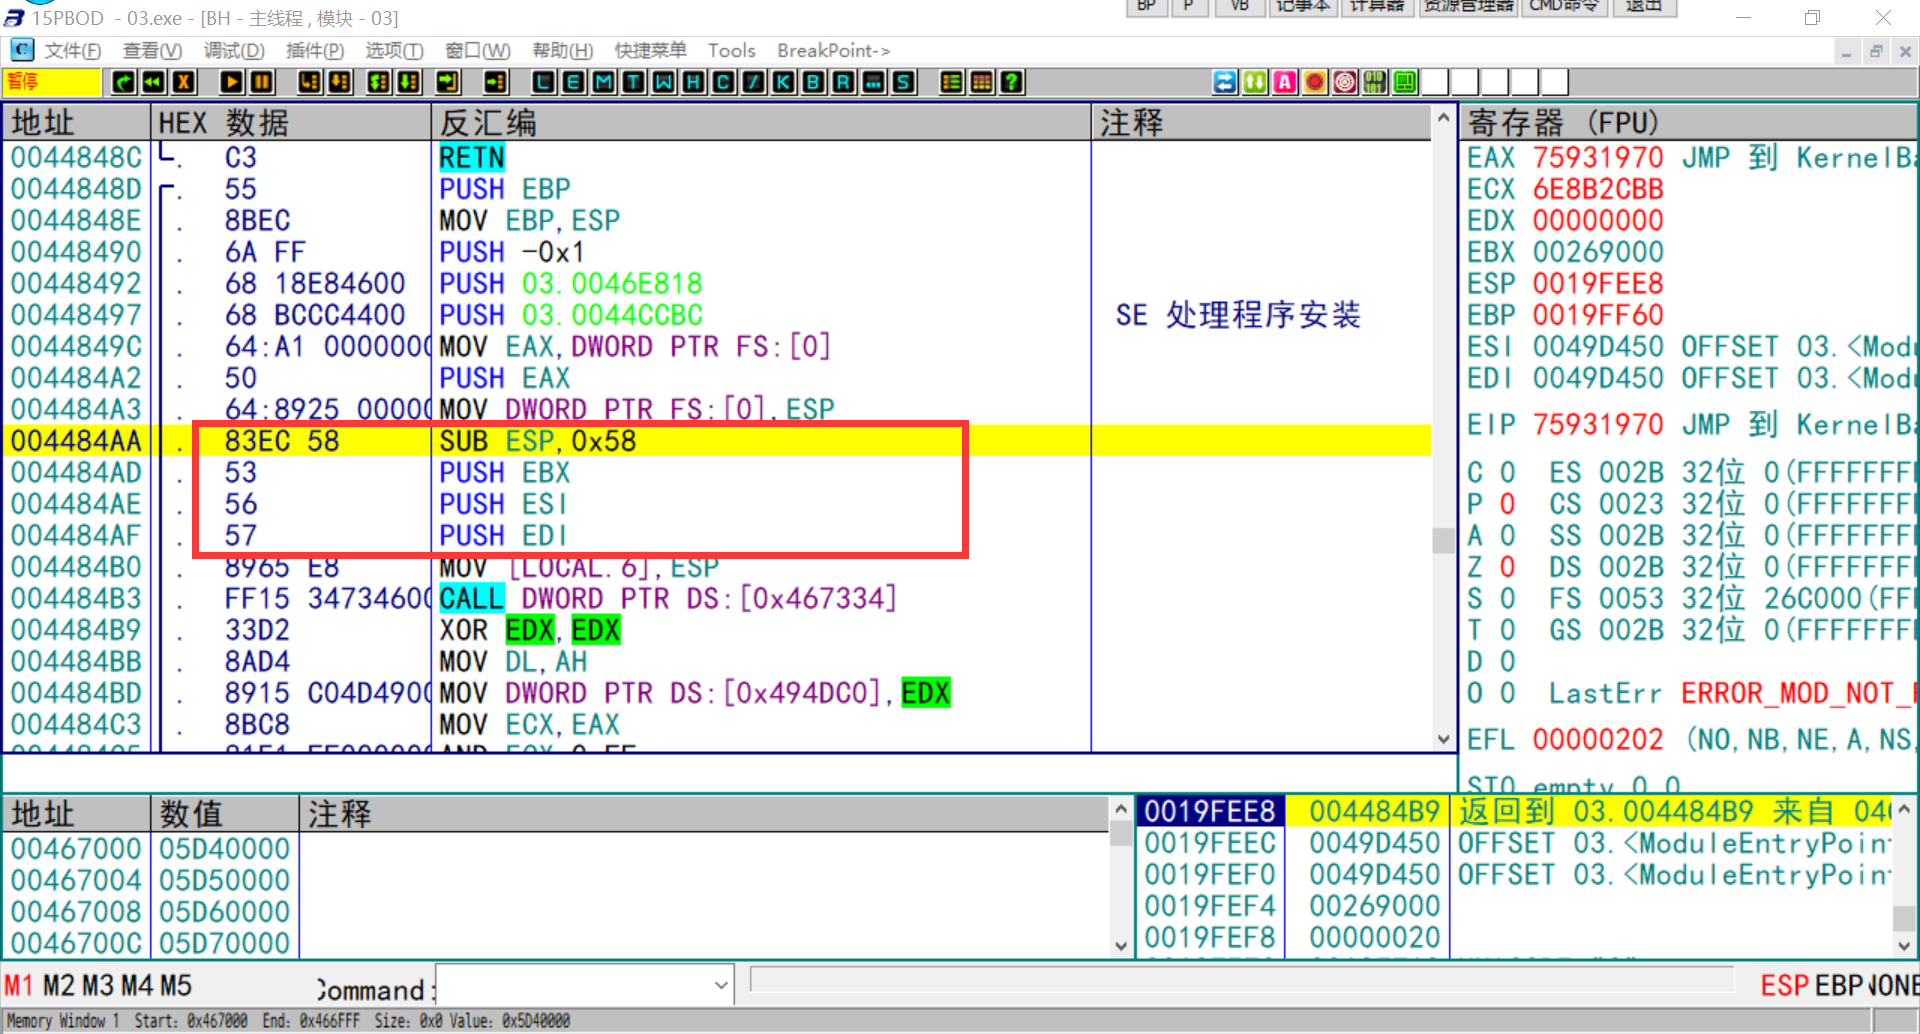 BP P VB 记事本 计算器 资源管理器 CMD命令 退出
15PBOD - 03.exe - [BH - 主线程, 模块 - 03]
C 文件(F) 查看(V) 调试(D) 插件(P) 选项(T) 窗口(W) 帮助(H) 快捷菜单 Tools BreakPoint->
暂停 L E M T W H C / K B R ... S ? A
地址 HEX 数据 反汇编 注释
0044848C . C3 RETN
0044848D . 55 PUSH EBP
0044848E . 8BEC MOV EBP,ESP
00448490 . 6A FF PUSH -0x1
00448492 . 68 18E84600 PUSH 03.0046E818
00448497 . 68 BCCC4400 PUSH 03.0044CCBC SE 处理程序安装
0044849C . 64:A1 0000000 MOV EAX,DWORD PTR FS:[0]
004484A2 . 50 PUSH EAX
004484A3 . 64:8925 00000 MOV DWORD PTR FS:[0],ESP
004484AA . 83EC 58 SUB ESP,0x58
004484AD . 53 PUSH EBX
004484AE . 56 PUSH ESI
004484AF . 57 PUSH EDI
004484B0 . 8965 E8 MOV [LOCAL.6],ESP
004484B3 . FF15 34734600 CALL DWORD PTR DS:[0x467334]
004484B9 . 33D2 XOR EDX,EDX
004484BB . 8AD4 MOV DL,AH
004484BD . 8915 C04D4900 MOV DWORD PTR DS:[0x494DC0],EDX
004484C3 . 8BC8 MOV ECX,EAX
寄存器 (FPU)
EAX 75931970 JMP 到 KernelBa
ECX 6E8B2CBB
EDX 00000000
EBX 00269000
ESP 0019FEE8
EBP 0019FF60
ESI 0049D450 OFFSET 03.<Modu
EDI 0049D450 OFFSET 03.<Modu
EIP 75931970 JMP 到 KernelBa
C 0 ES 002B 32位 0(FFFFFFFF
P 0 CS 0023 32位 0(FFFFFFFF
A 0 SS 002B 32位 0(FFFFFFFF
Z 0 DS 002B 32位 0(FFFFFFFF
S 0 FS 0053 32位 26C000(FFF
T 0 GS 002B 32位 0(FFFFFFFF
D 0
O 0 LastErr ERROR_MOD_NOT_F
EFL 00000202 (NO,NB,NE,A,NS,
ST0 empty 0.0
地址 数值 注释
00467000 05D40000
00467004 05D50000
00467008 05D60000
0046700C 05D70000
0019FEE8 004484B9 返回到 03.004484B9 来自 040
0019FEEC 0049D450 OFFSET 03.<ModuleEntryPoin
0019FEF0 0049D450 OFFSET 03.<ModuleEntryPoin
0019FEF4 00269000
0019FEF8 00000020
M1 M2 M3 M4 M5 Command: ESP EBP NONE
Memory Window 1 Start: 0x467000 End: 0x466FFF Size: 0x0 Value: 0x5D40000